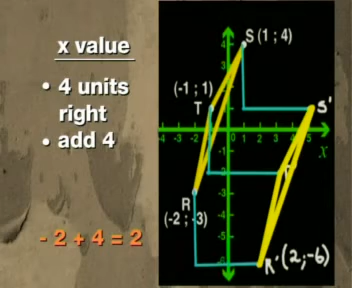 x value
• 4 units
right
• add 4
- 2 + 4 = 2
S (1 ; 4)
(-1 ; 1)
T
S'
x
R
(-2 ; -3)
R' (2;-6)